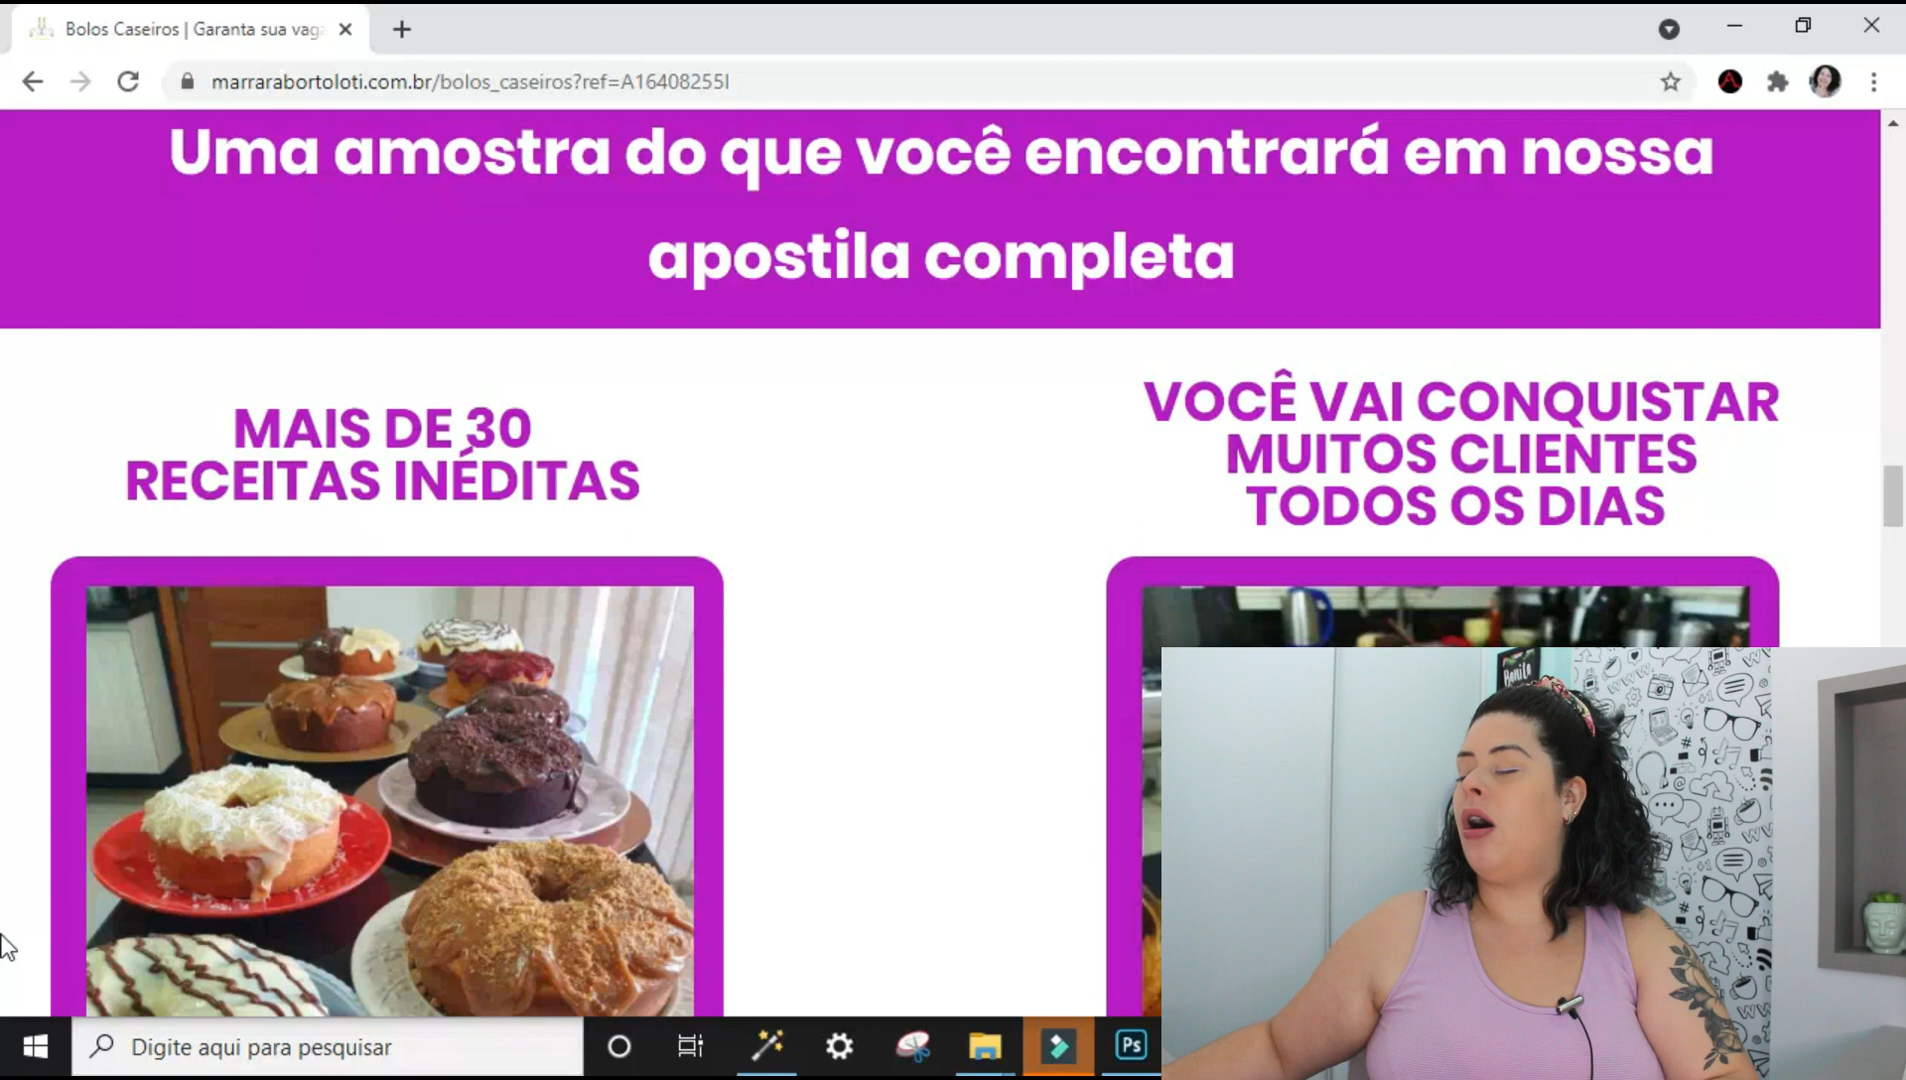 Bolos Caseiros | Garanta sua vag
marrarabortoloti.com.br/bolos_caseiros?ref=A16408255I
Uma amostra do que você encontrará em nossa
apostila completa
MAIS DE 30
RECEITAS INÉDITAS
VOCÊ VAI CONQUISTAR
MUITOS CLIENTES
TODOS OS DIAS
Bonita
Digite aqui para pesquisar
Ps